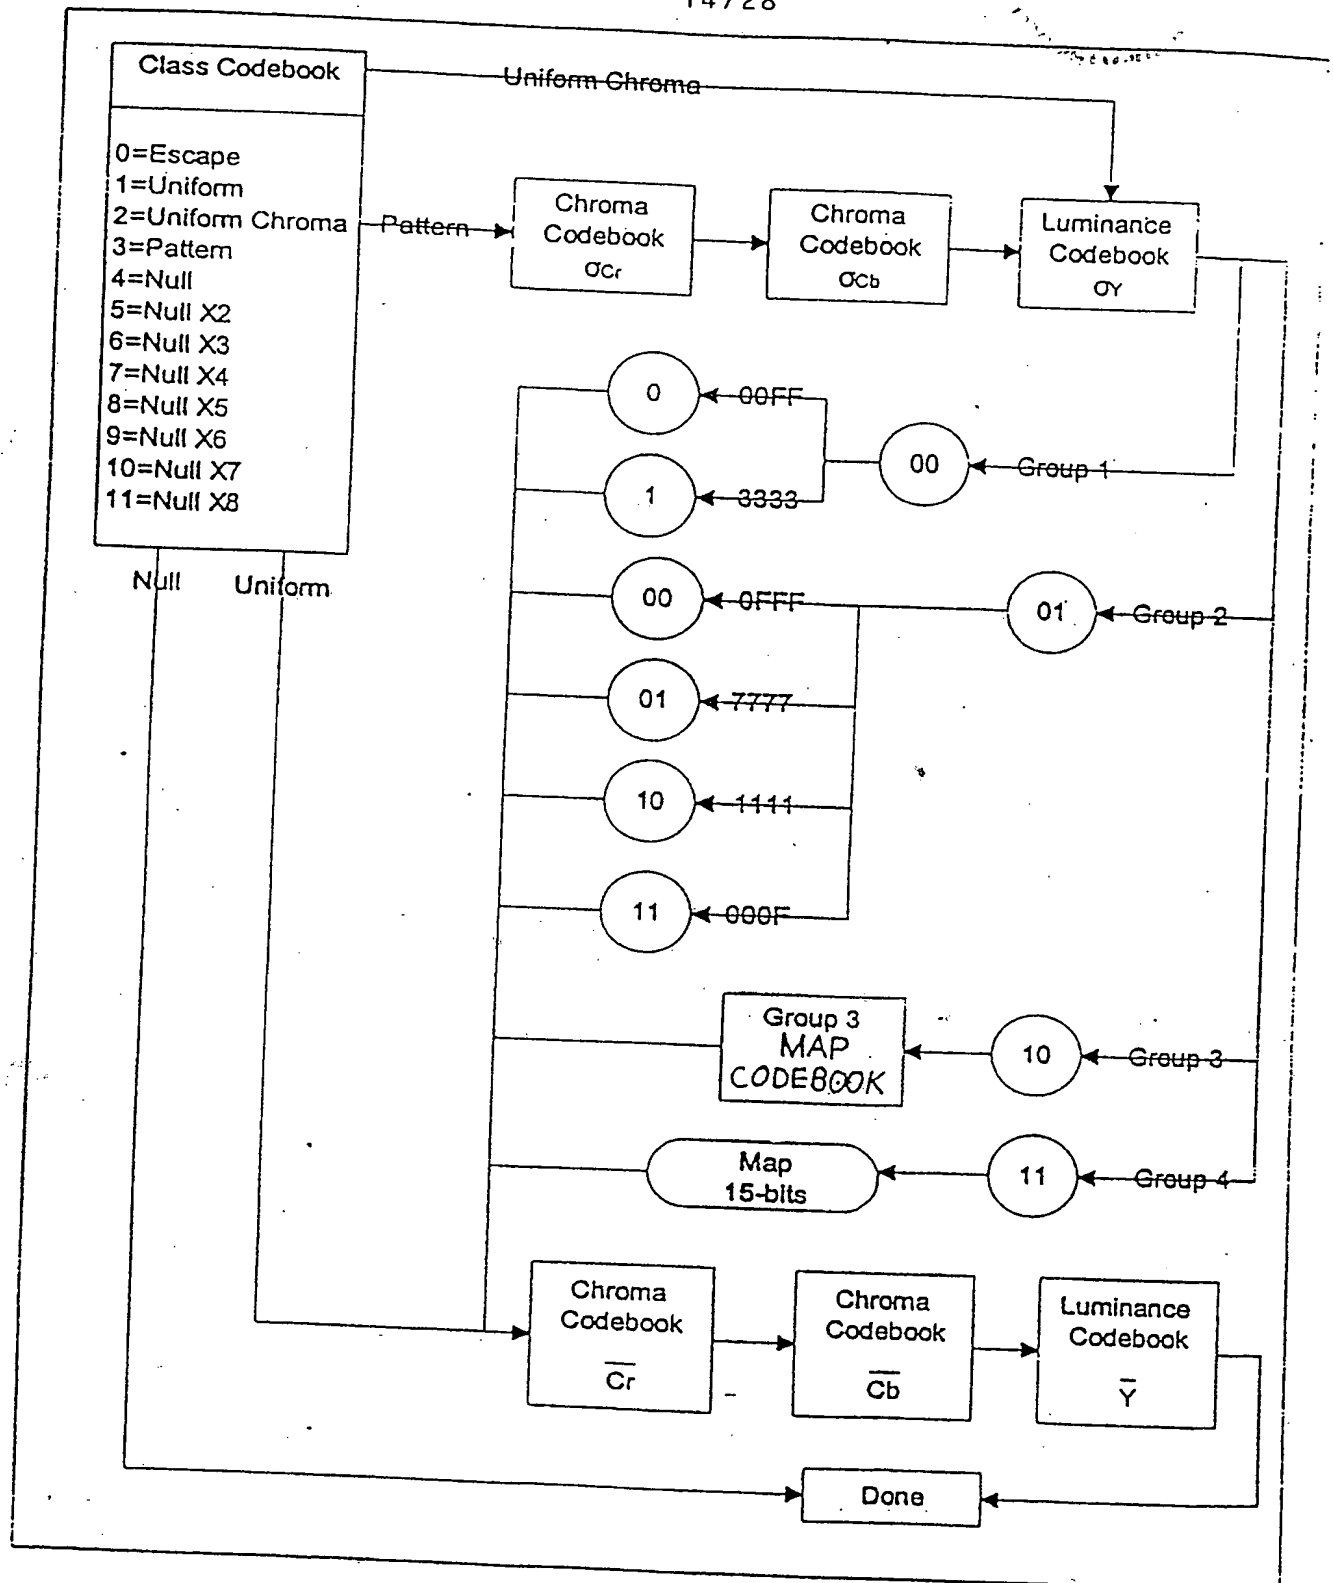 14/28
Class Codebook
0=Escape
1=Uniform
2=Uniform Chroma
3=Pattern
4=Null
5=Null X2
6=Null X3
7=Null X4
8=Null X5
9=Null X6
10=Null X7
11=Null X8
Uniform Chroma
Pattern
Chroma
Codebook
σCr
Chroma
Codebook
σCb
Luminance
Codebook
σY
Null
Uniform
0
00FF
1
3333
00
Group 1
00
0FFF
01
7777
10
1111
11
000F
01
Group 2
Group 3
MAP
CODEBOOK
10
Group 3
Map
15-bits
11
Group 4
Chroma
Codebook
C̅r̅
Chroma
Codebook
C̅b̅
Luminance
Codebook
Y̅
Done